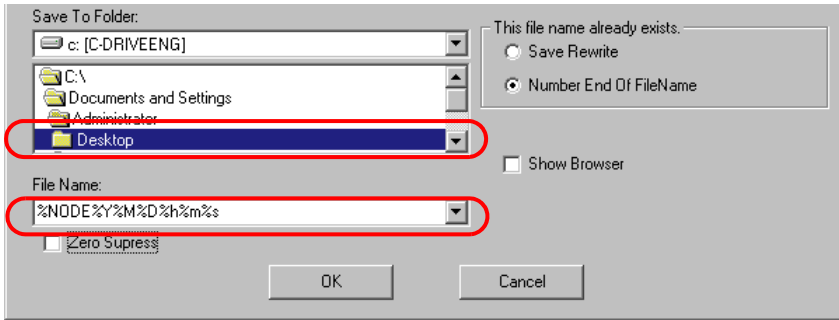 Save To Folder:
c: [C-DRIVEENG]
C:\
Documents and Settings
Administrator
Desktop
File Name:
%NODE%Y%M%D%h%m%s
Zero Supress
This file name already exists.
Save Rewrite
Number End Of FileName
Show Browser
OK
Cancel